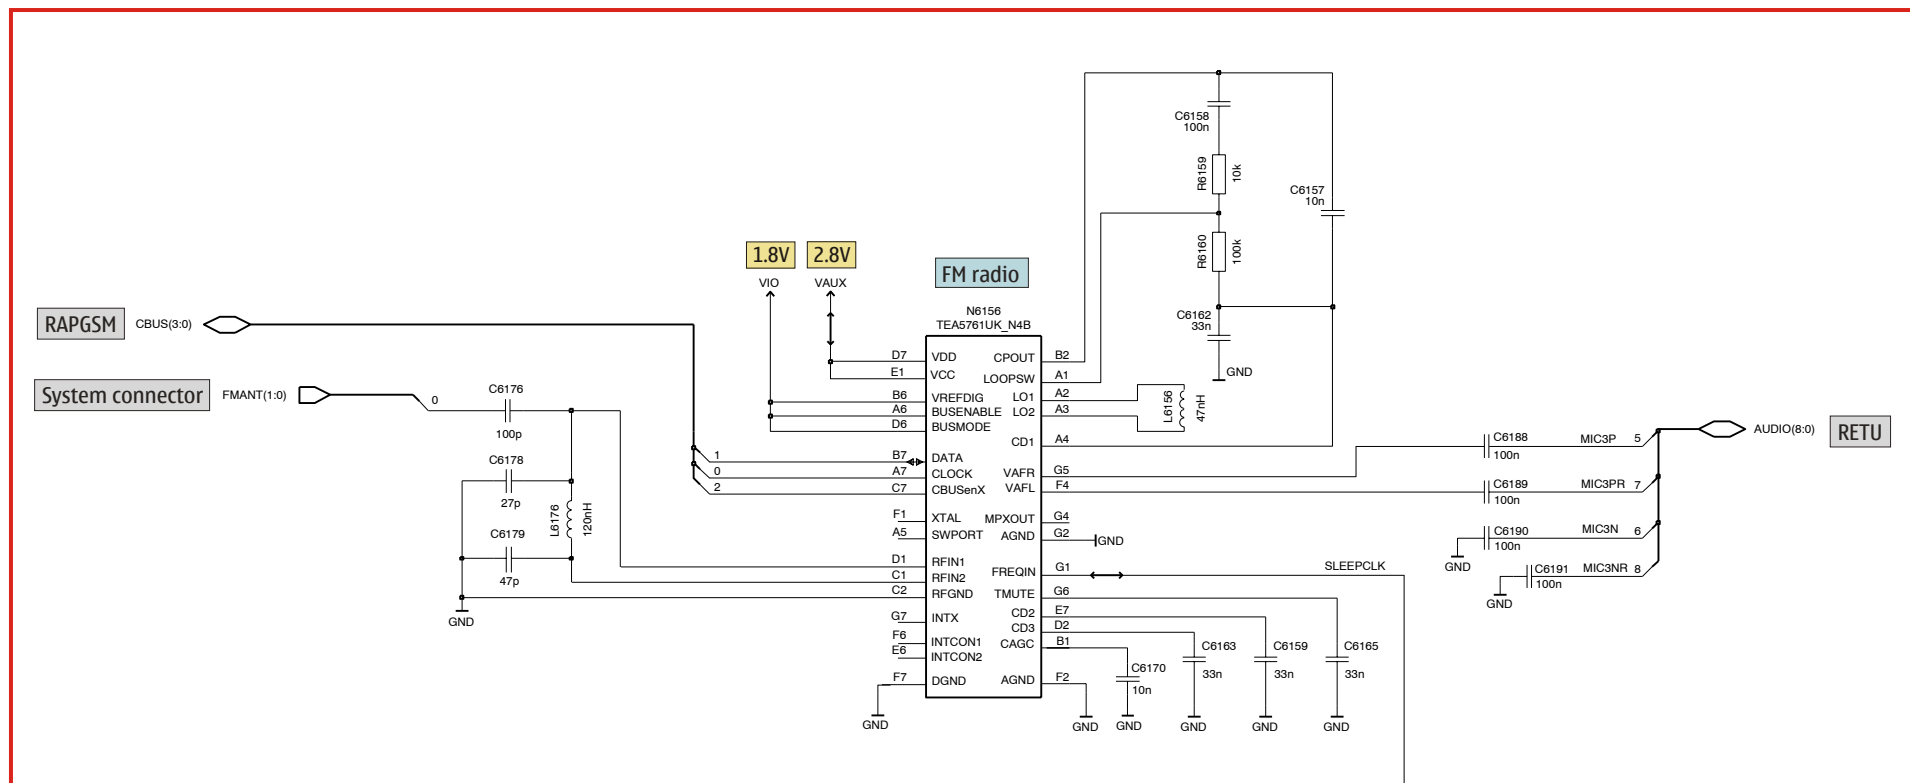 C6158
100n
R6159
10k
C6157
10n
R6160
100k
1.8V
2.8V
FM radio
VIO
VAUX
N6156
TEA5761UK_N4B
C6162
33n
GND
RAPGSM
CBUS(3:0)
System connector
FMANT(1:0)
0
C6176
100p
C6178
27p
L6176
120nH
C6179
47p
GND
1
0
2
D7
VDD
E1
VCC
B6
VREFDIG
A6
BUSENABLE
D6
BUSMODE
B7
DATA
A7
CLOCK
C7
CBUSenX
F1
XTAL
A5
SWPORT
D1
RFIN1
C1
RFIN2
C2
RFGND
G7
INTX
F6
INTCON1
E6
INTCON2
F7
DGND
GND
CPOUT
B2
LOOPSW
A1
LO1
A2
LO2
A3
L6156
47nH
CD1
A4
VAFR
G5
VAFL
F4
MPXOUT
G4
AGND
G2
GND
FREQIN
G1
SLEEPCLK
TMUTE
G6
CD2
E7
CD3
D2
CAGC
B1
AGND
F2
GND
C6170
10n
GND
C6163
33n
GND
C6159
33n
GND
C6165
33n
GND
C6188
100n
MIC3P
5
C6189
100n
MIC3PR
7
C6190
100n
MIC3N
6
GND
C6191
100n
MIC3NR
8
GND
AUDIO(8:0)
RETU